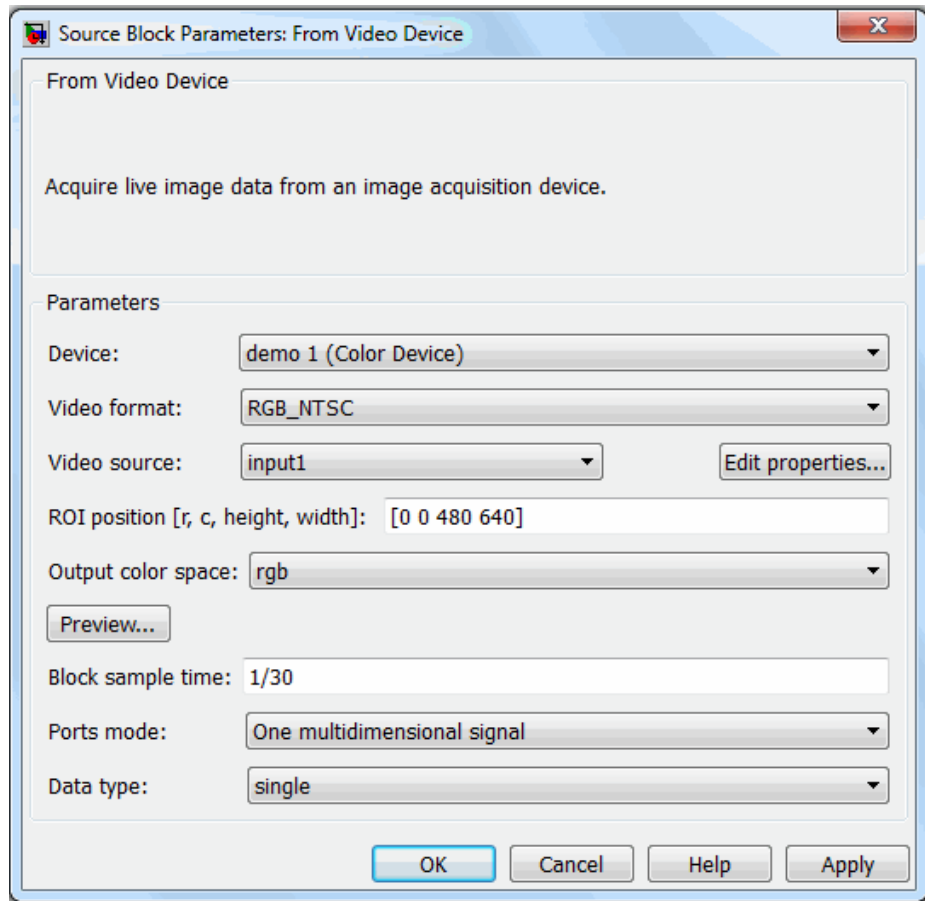 Source Block Parameters: From Video Device
From Video Device
Acquire live image data from an image acquisition device.
Parameters
Device: demo 1 (Color Device)
Video format: RGB_NTSC
Video source: input1 Edit properties...
ROI position [r, c, height, width]: [0 0 480 640]
Output color space: rgb
Preview...
Block sample time: 1/30
Ports mode: One multidimensional signal
Data type: single
OK Cancel Help Apply